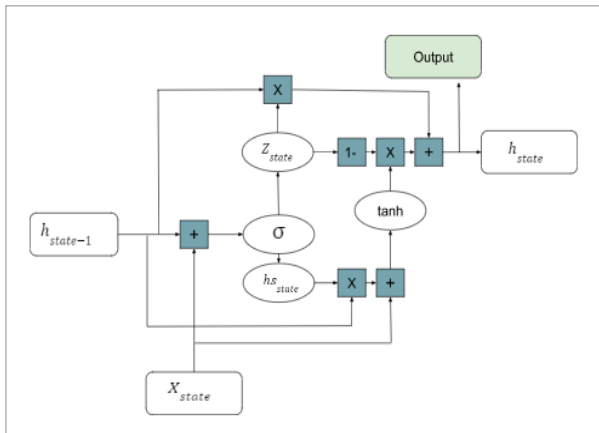 Output
X
Z_state
1-
X
+
h_state
tanh
h_state−1
+
σ
hs_state
X
+
X_state